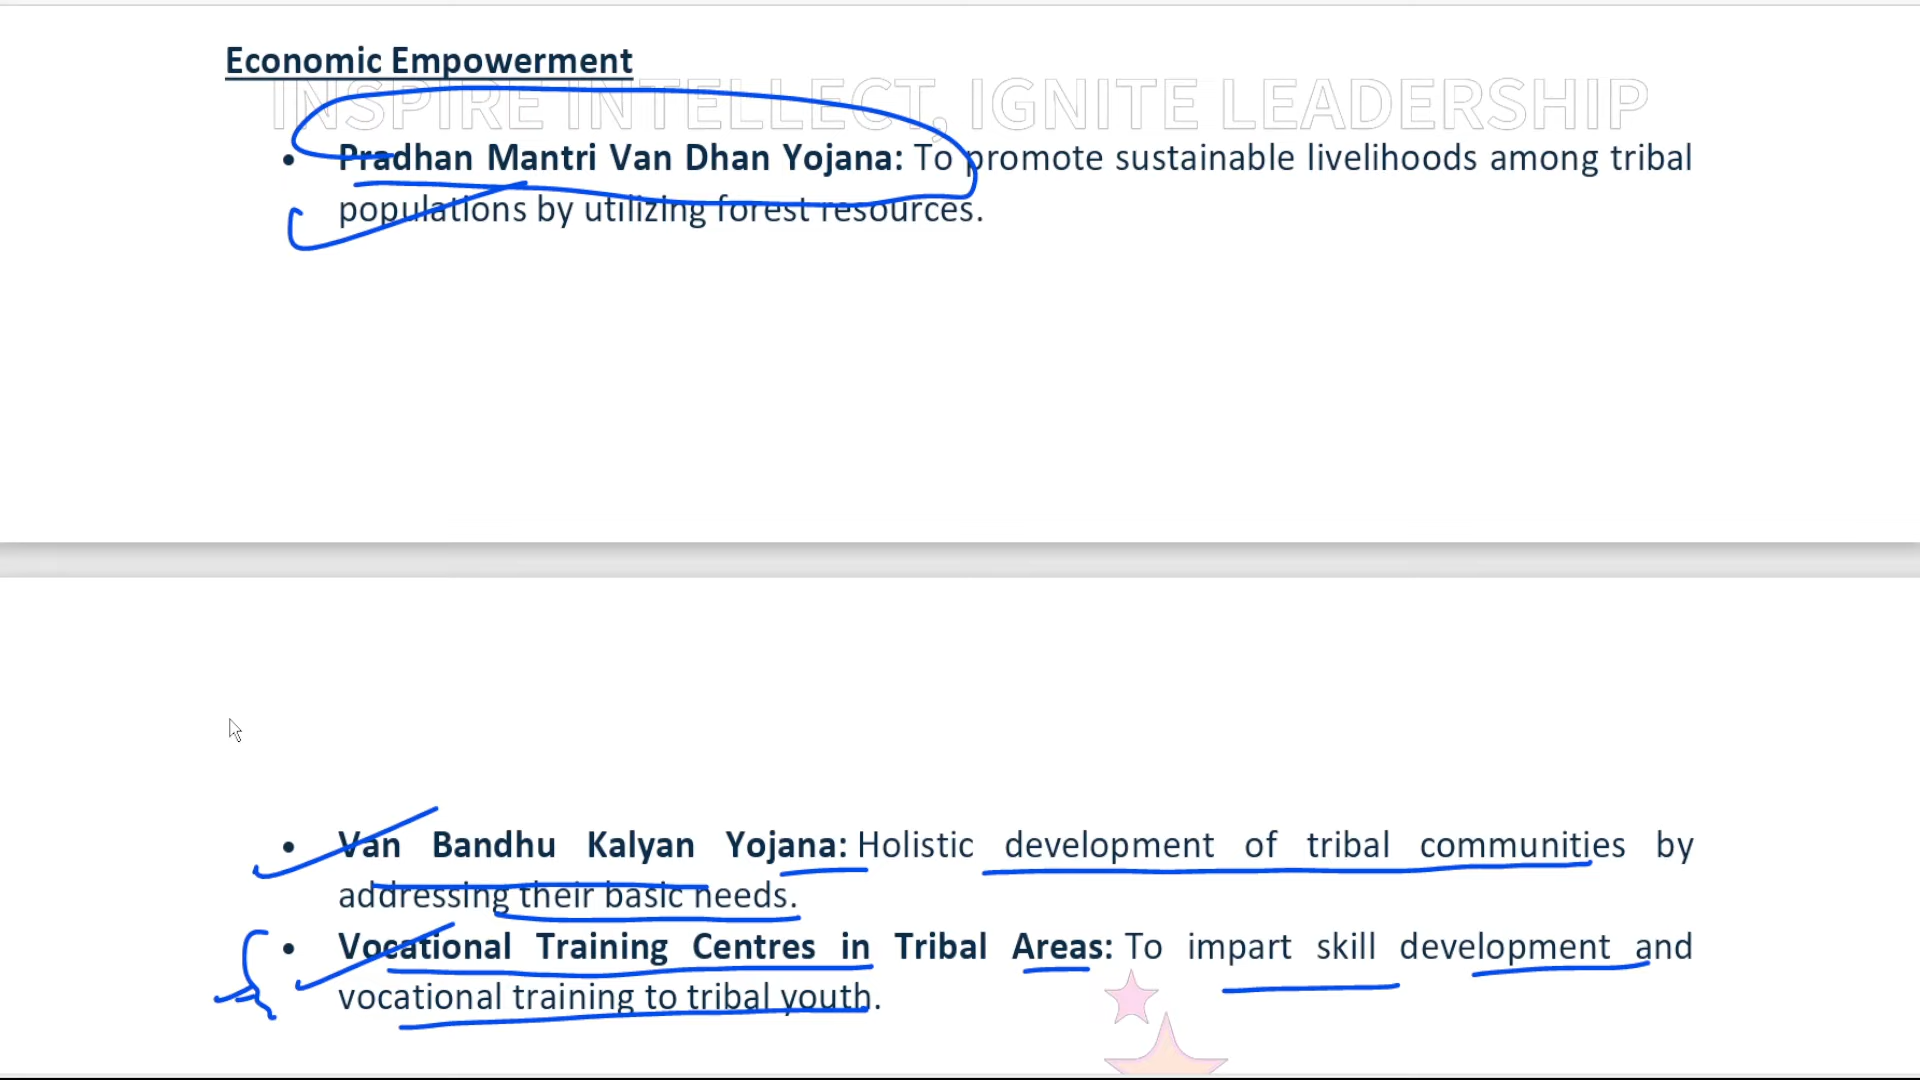 Economic Empowerment
INSPIRE INTELLECT, IGNITE LEADERSHIP
• Pradhan Mantri Van Dhan Yojana: To promote sustainable livelihoods among tribal
populations by utilizing forest resources.
• Van Bandhu Kalyan Yojana: Holistic development of tribal communities by
addressing their basic needs.
• Vocational Training Centres in Tribal Areas: To impart skill development and
vocational training to tribal youth.